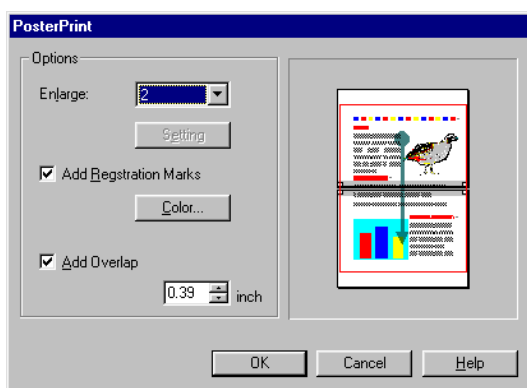 PosterPrint
Options
Enlarge: 2
Setting
Add Regstration Marks
Color...
Add Overlap
0.39 inch
OK Cancel Help